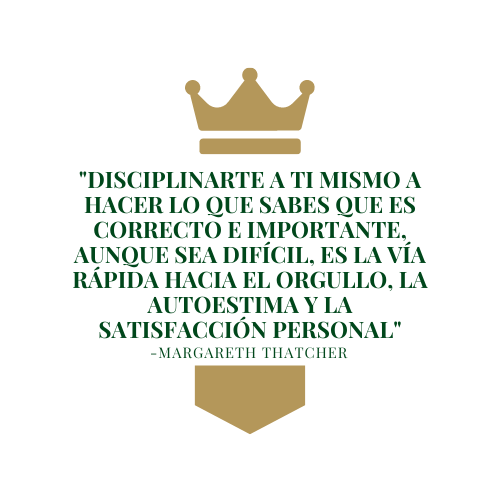 "DISCIPLINARTE A TI MISMO A
HACER LO QUE SABES QUE ES
CORRECTO E IMPORTANTE,
AUNQUE SEA DIFÍCIL, ES LA VÍA
RÁPIDA HACIA EL ORGULLO, LA
AUTOESTIMA Y LA
SATISFACCIÓN PERSONAL"
-MARGARETH THATCHER